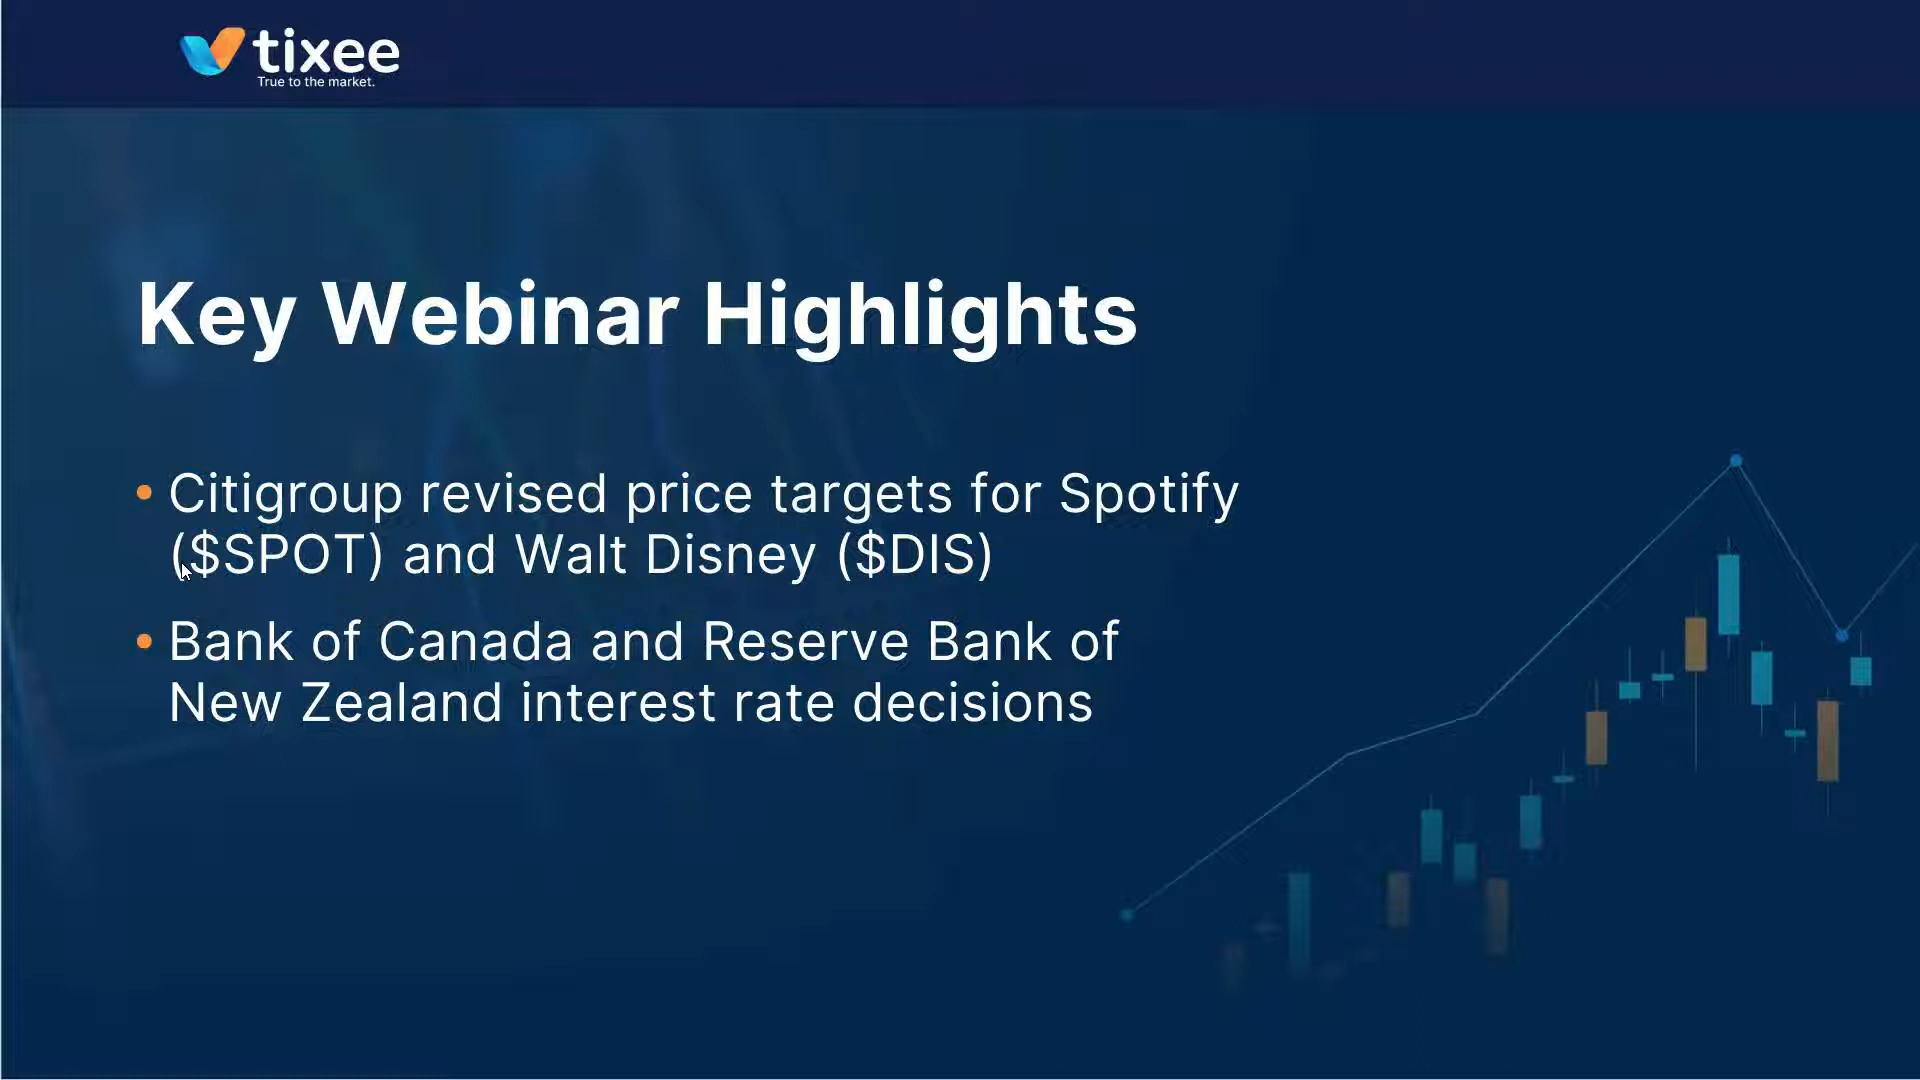 tixee
True to the market.
Key Webinar Highlights
• Citigroup revised price targets for Spotify
($SPOT) and Walt Disney ($DIS)
• Bank of Canada and Reserve Bank of
New Zealand interest rate decisions